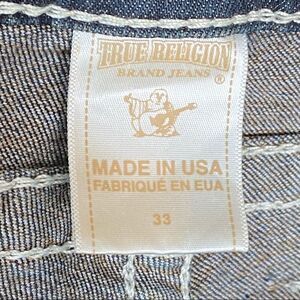 TRUE RELIGION
BRAND JEANS
®
MADE IN USA
FABRIQUÉ EN EUA
33